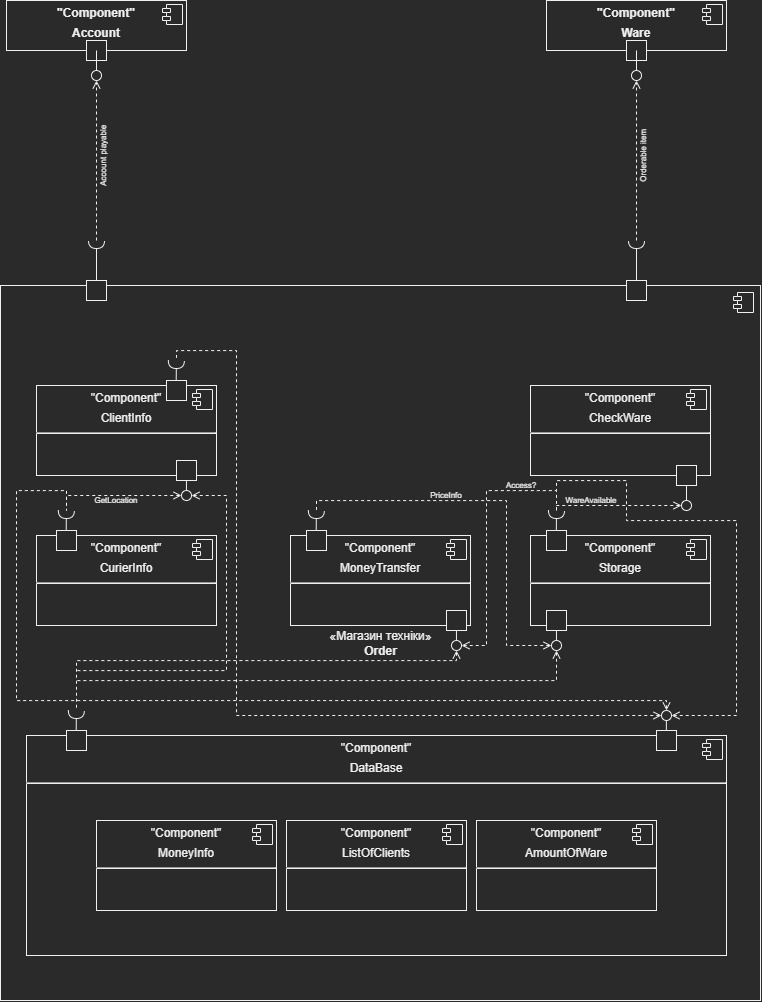 "Component"
Account
"Component"
Ware
Account playable
Orderable item
"Component"
ClientInfo
"Component"
CheckWare
GetLocation
PriceInfo
Access?
WareAvailable
"Component"
CurierInfo
"Component"
MoneyTransfer
"Component"
Storage
«Магазин техніки»
Order
"Component"
DataBase
"Component"
MoneyInfo
"Component"
ListOfClients
"Component"
AmountOfWare